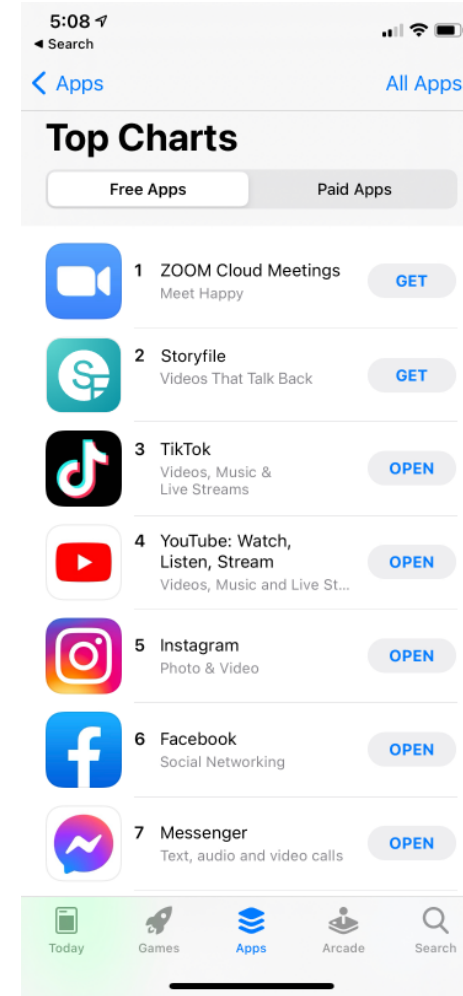 5:08
◀ Search
Apps
All Apps
Top Charts
Free Apps
Paid Apps
1 ZOOM Cloud Meetings
Meet Happy
GET
SF
2 Storyfile
Videos That Talk Back
GET
3 TikTok
Videos, Music &
Live Streams
OPEN
4 YouTube: Watch,
Listen, Stream
Videos, Music and Live St...
OPEN
5 Instagram
Photo & Video
OPEN
f
6 Facebook
Social Networking
OPEN
7 Messenger
Text, audio and video calls
OPEN
Today
Games
Apps
Arcade
Search